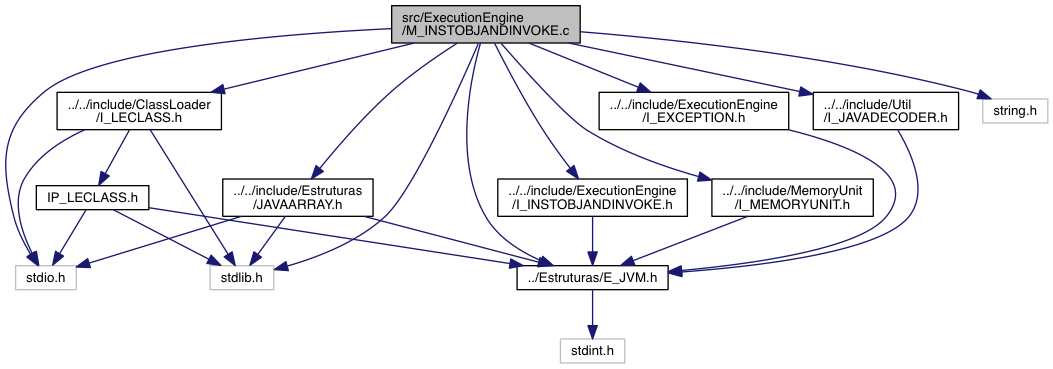 src/ExecutionEngine
/M_INSTOBJANDINVOKE.c
../../include/ClassLoader
/I_LECLASS.h
../../include/ExecutionEngine
/I_EXCEPTION.h
../../include/Util
/I_JAVADECODER.h
string.h
IP_LECLASS.h
../../include/Estruturas
/JAVAARRAY.h
../../include/ExecutionEngine
/I_INSTOBJANDINVOKE.h
../../include/MemoryUnit
/I_MEMORYUNIT.h
stdio.h
stdlib.h
../Estruturas/E_JVM.h
stdint.h